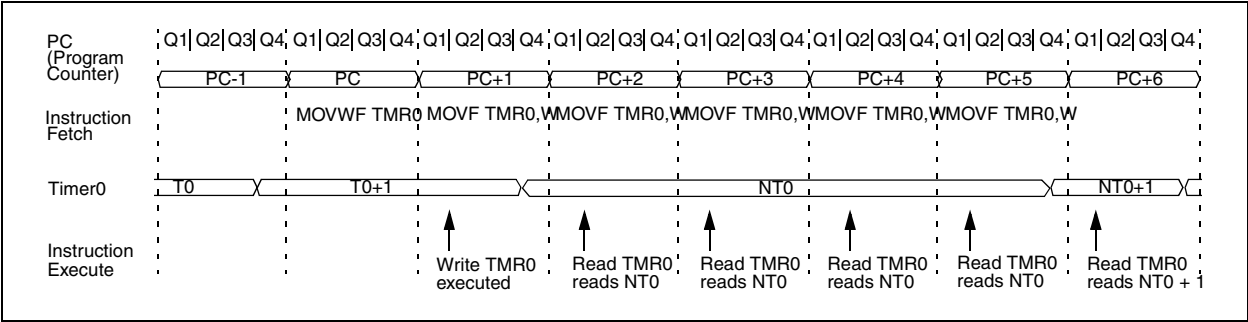 PC
(Program
Counter)
Q1 Q2 Q3 Q4 Q1 Q2 Q3 Q4 Q1 Q2 Q3 Q4 Q1 Q2 Q3 Q4 Q1 Q2 Q3 Q4 Q1 Q2 Q3 Q4 Q1 Q2 Q3 Q4 Q1 Q2 Q3 Q4
PC-1 PC PC+1 PC+2 PC+3 PC+4 PC+5 PC+6
Instruction
Fetch
MOVWF TMR0 MOVF TMR0,W MOVF TMR0,W MOVF TMR0,W MOVF TMR0,W MOVF TMR0,W
Timer0
T0 T0+1 NT0 NT0+1
Instruction
Execute
Write TMR0
executed
Read TMR0
reads NT0
Read TMR0
reads NT0
Read TMR0
reads NT0
Read TMR0
reads NT0
Read TMR0
reads NT0 + 1